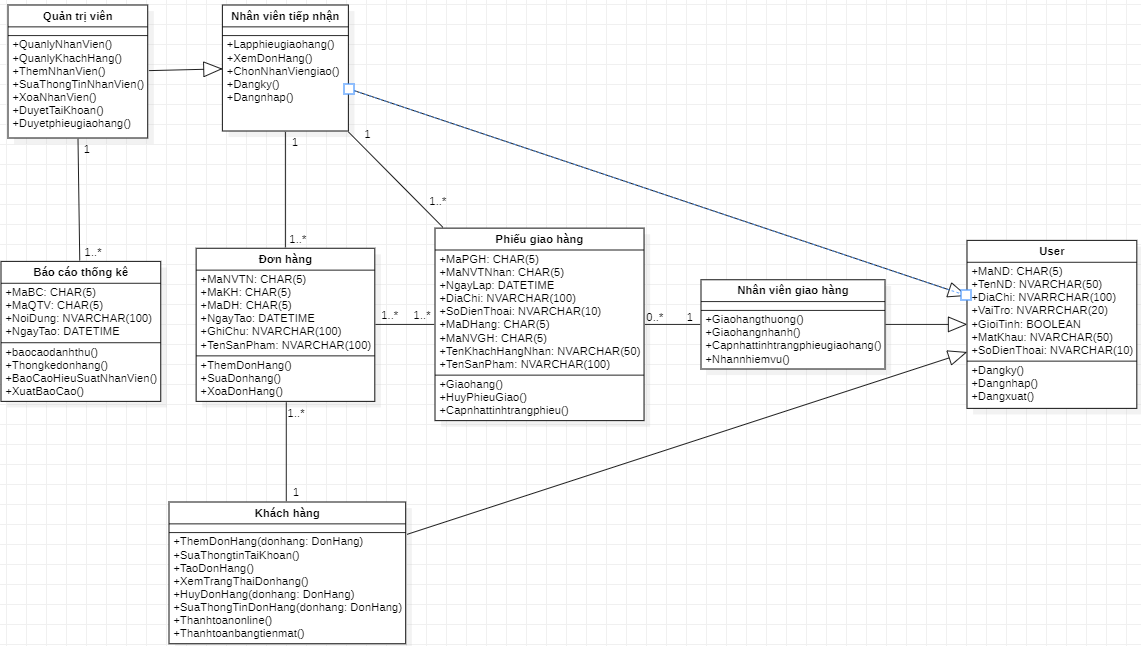 Quản trị viên
+QuanlyNhanVien()
+QuanlyKhachHang()
+ThemNhanVien()
+SuaThongTinNhanVien()
+XoaNhanVien()
+DuyetTaiKhoan()
+Duyetphieugiaohang()
Nhân viên tiếp nhận
+Lapphieugiaohang()
+XemDonHang()
+ChonNhanViengiao()
+Dangky()
+Dangnhap()
1
1
1
1..*
1..*
1..*
Báo cáo thống kê
+MaBC: CHAR(5)
+MaQTV: CHAR(5)
+NoiDung: NVARCHAR(100)
+NgayTao: DATETIME
+baocaodanhthu()
+Thongkedonhang()
+BaoCaoHieuSuatNhanVien()
+XuatBaoCao()
Đơn hàng
+MaNVTN: CHAR(5)
+MaKH: CHAR(5)
+MaDH: CHAR(5)
+NgayTao: DATETIME
+GhiChu: NVARCHAR(100)
+TenSanPham: NVARCHAR(100)
+ThemDonHang()
+SuaDonhang()
+XoaDonHang()
1..*
1..*
Phiếu giao hàng
+MaPGH: CHAR(5)
+MaNVTNhan: CHAR(5)
+NgayLap: DATETIME
+DiaChi: NVARCHAR(100)
+SoDienThoai: NVARCHAR(10)
+MaDHang: CHAR(5)
+MaNVGH: CHAR(5)
+TenKhachHangNhan: NVARCHAR(50)
+TenSanPham: NVARCHAR(100)
+Giaohang()
+HuyPhieuGiao()
+Capnhattinhtrangphieu()
0..*
1
Nhân viên giao hàng
+Giaohangthuong()
+Giaohangnhanh()
+Capnhattinhtrangphieugiaohang()
+Nhannhiemvu()
User
+MaND: CHAR(5)
+TenND: NVARCHAR(50)
+DiaChi: NVARRCHAR(100)
+VaiTro: NVARRCHAR(20)
+GioiTinh: BOOLEAN
+MatKhau: NVARCHAR(50)
+SoDienThoai: NVARCHAR(10)
+Dangky()
+Dangnhap()
+Dangxuat()
1..*
1
Khách hàng
+ThemDonHang(donhang: DonHang)
+SuaThongtinTaiKhoan()
+TaoDonHang()
+XemTrangThaiDonhang()
+HuyDonHang(donhang: DonHang)
+SuaThongTinDonHang(donhang: DonHang)
+Thanhtoanonline()
+Thanhtoanbangtienmat()